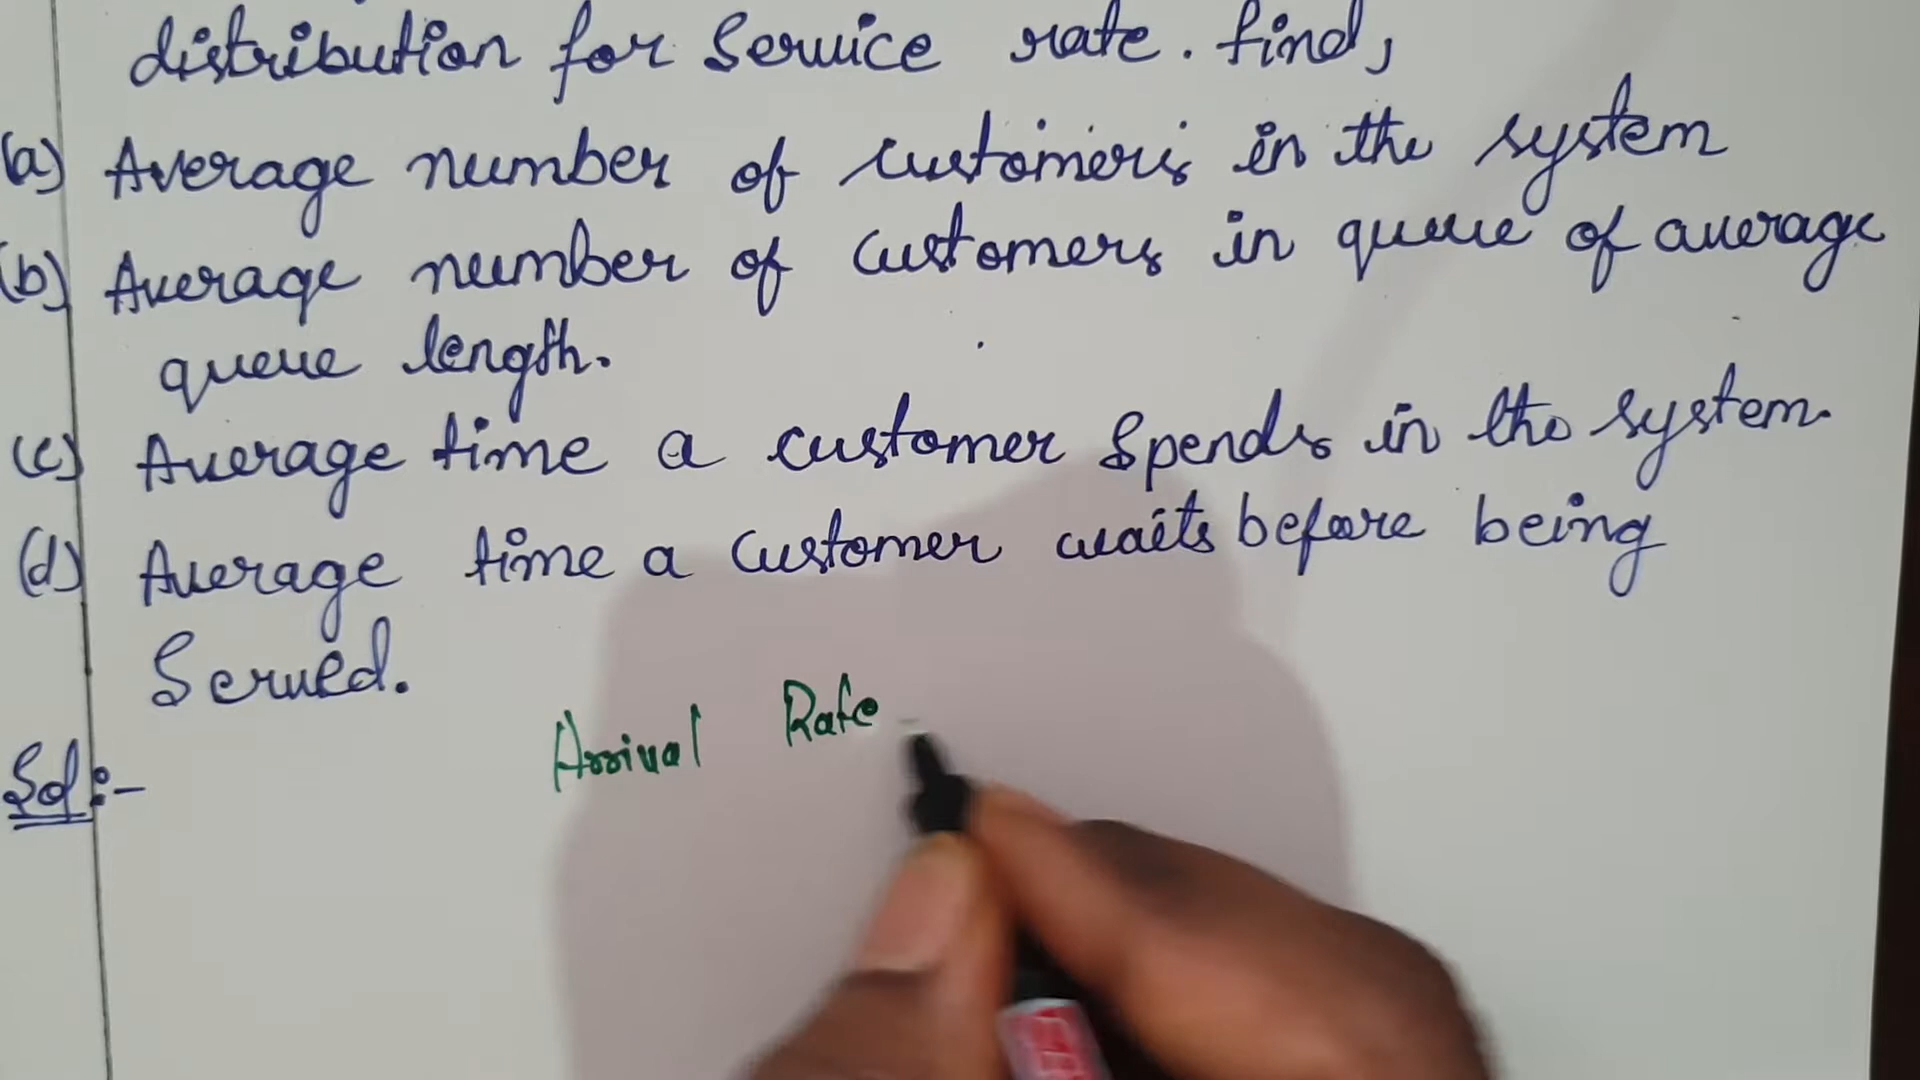 distribution for Service rate. find,
(a) Average number of customers in the system
(b) Average number of customers in queue of average
queue length.
(c) Average time a customer Spends in the system.
(d) Average time a customer waits before being
Served.
Arrival Rate -
Sol:-